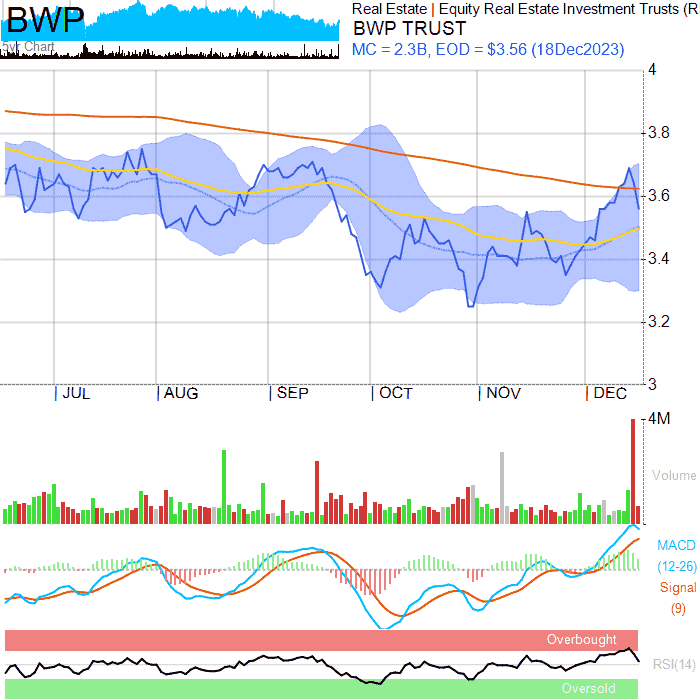 BWP
5yr Chart
Real Estate | Equity Real Estate Investment Trusts (R
BWP TRUST
MC = 2.3B, EOD = $3.56 (18Dec2023)
4
3.8
3.6
3.4
3.2
3
JUL AUG SEP OCT NOV DEC
4M
Volume
MACD
(12-26)
Signal
(9)
Overbought
RSI(14)
Oversold